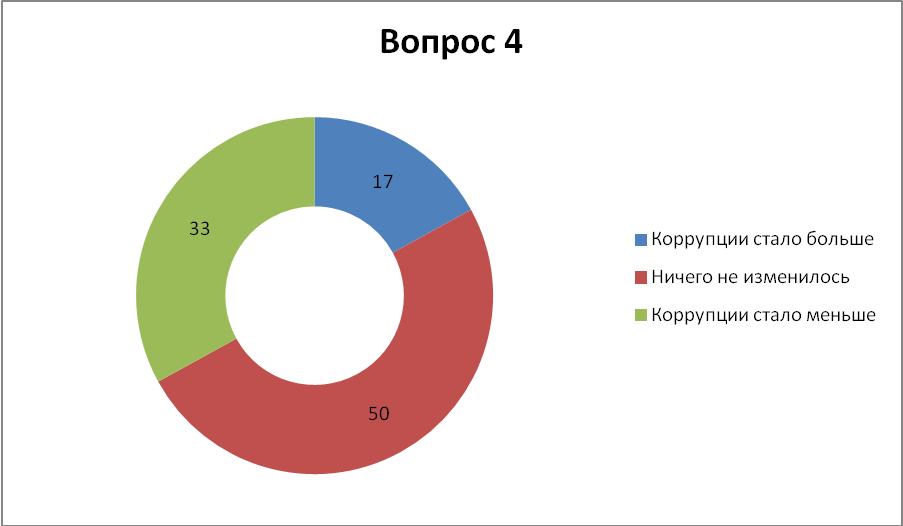 Вопрос 4
17
33
50
Коррупции стало больше
Ничего не изменилось
Коррупции стало меньше